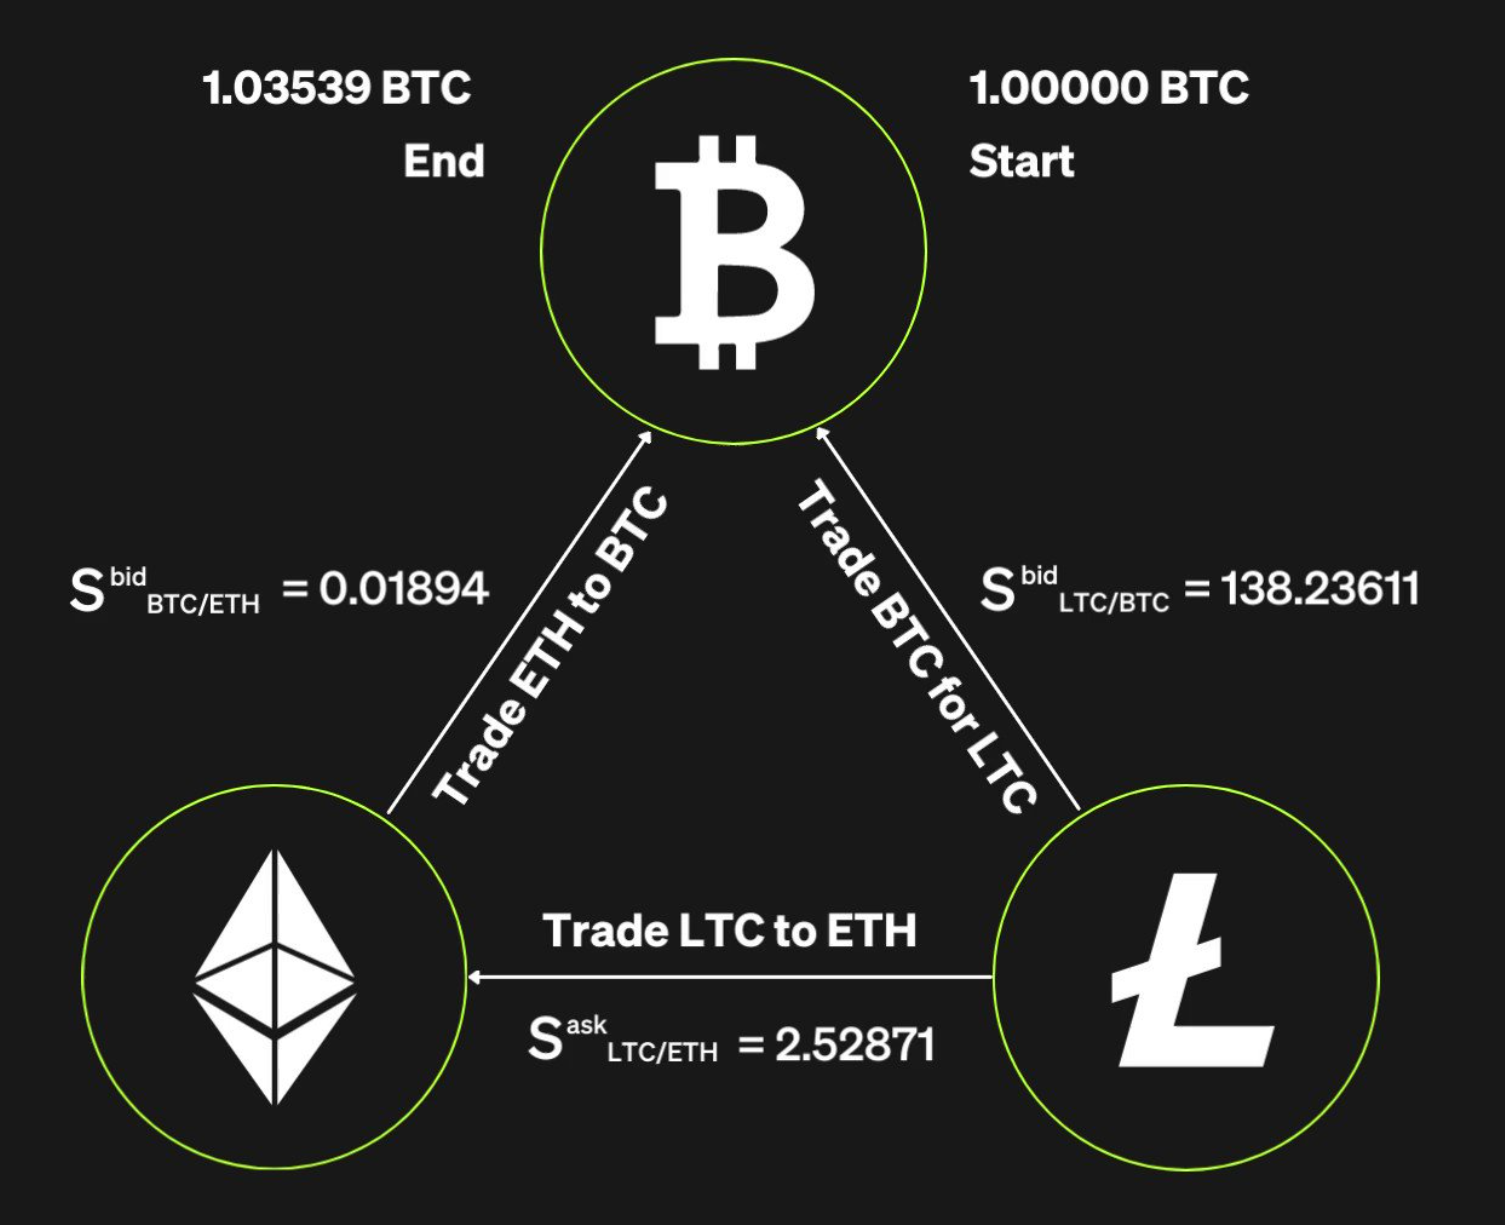 1.03539 BTC
End
1.00000 BTC
Start
S bid BTC/ETH = 0.01894
Trade ETH to BTC
Trade BTC for LTC
S bid LTC/BTC = 138.23611
Trade LTC to ETH
S ask LTC/ETH = 2.52871